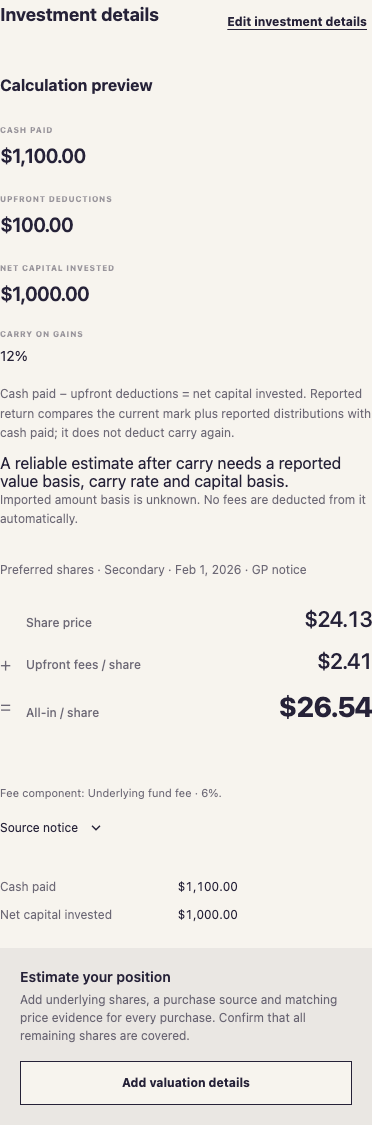 Investment details
Edit investment details
Calculation preview
CASH PAID
$1,100.00
UPFRONT DEDUCTIONS
$100.00
NET CAPITAL INVESTED
$1,000.00
CARRY ON GAINS
12%
Cash paid − upfront deductions = net capital invested. Reported
return compares the current mark plus reported distributions with
cash paid; it does not deduct carry again.
A reliable estimate after carry needs a reported
value basis, carry rate and capital basis.
Imported amount basis is unknown. No fees are deducted from it
automatically.
Preferred shares · Secondary · Feb 1, 2026 · GP notice
Share price $24.13
+ Upfront fees / share $2.41
= All-in / share $26.54
Fee component: Underlying fund fee · 6%.
Source notice
Cash paid $1,100.00
Net capital invested $1,000.00
Estimate your position
Add underlying shares, a purchase source and matching
price evidence for every purchase. Confirm that all
remaining shares are covered.
Add valuation details